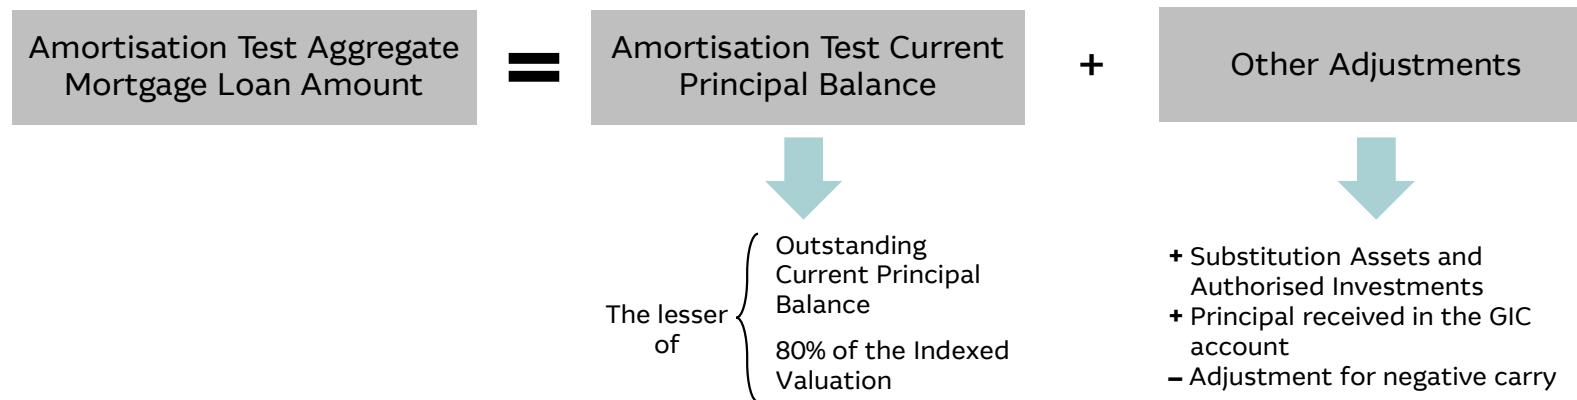 Amortisation Test Aggregate
Mortgage Loan Amount
=
Amortisation Test Current
Principal Balance
+
Other Adjustments
The lesser
of
Outstanding
Current Principal
Balance
80% of the Indexed
Valuation
+ Substitution Assets and
Authorised Investments
+ Principal received in the GIC
account
– Adjustment for negative carry